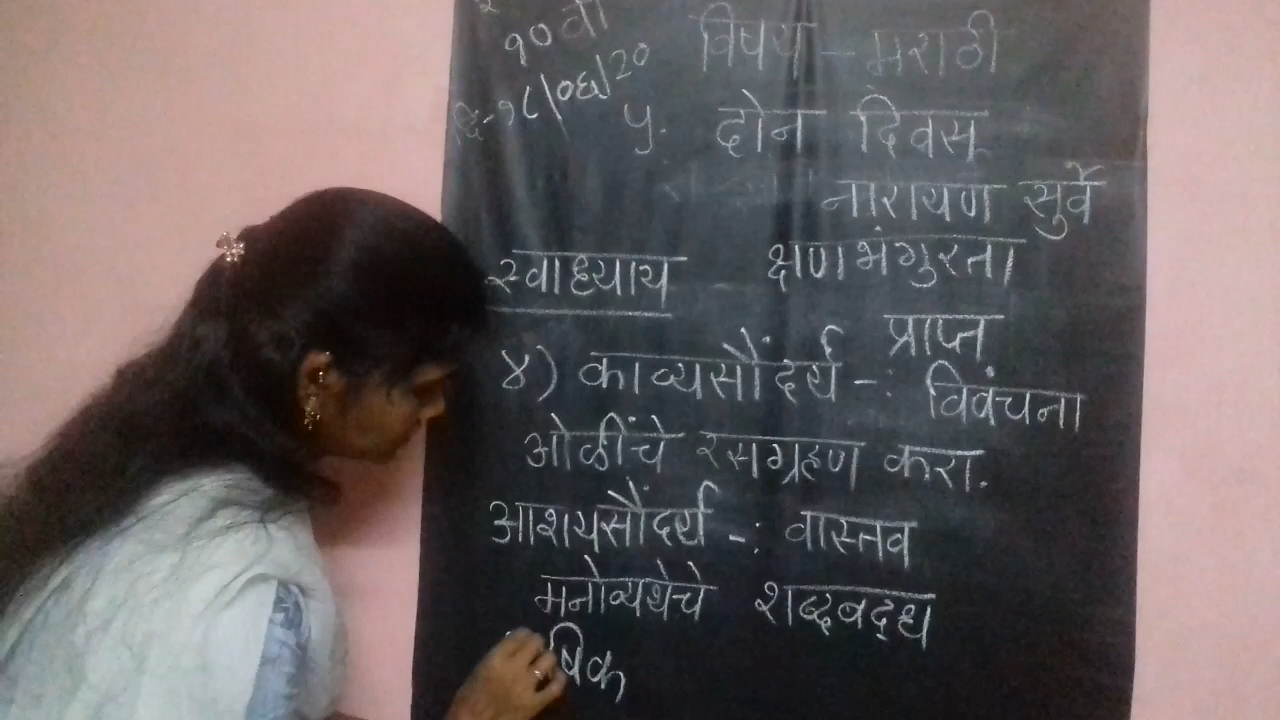 १० वी
विषय - मराठी
दि-१८/०६/20
५. दोन दिवस
नारायण सुर्वे
स्वाध्याय
क्षणभंगुरता
प्राप्त
४) काव्यसौंदर्य -: विवंचना
ओळींचे रसग्रहण करा.
आशयसौंदर्य -: वास्तव
मनोव्यथेचे शब्दबद्ध
षिक